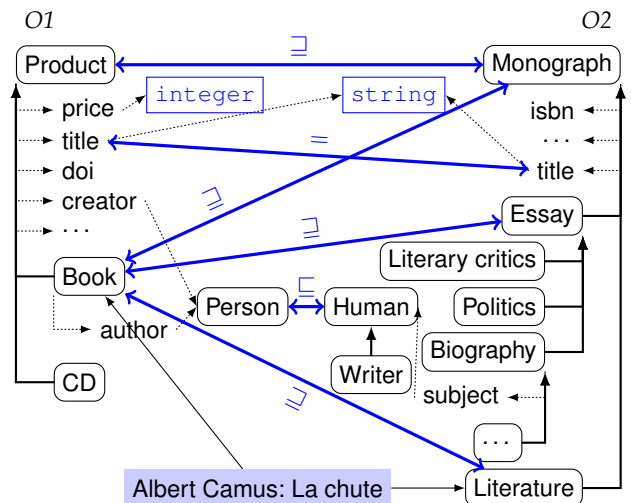 O1 O2
⊒
Product Monograph
price integer string isbn
title = ···
doi title
creator ⊒
··· ⊒ Essay
Book Literary critics
Person ⊑ Human Politics
author Biography
CD Writer subject
⊒
···
Albert Camus: La chute Literature